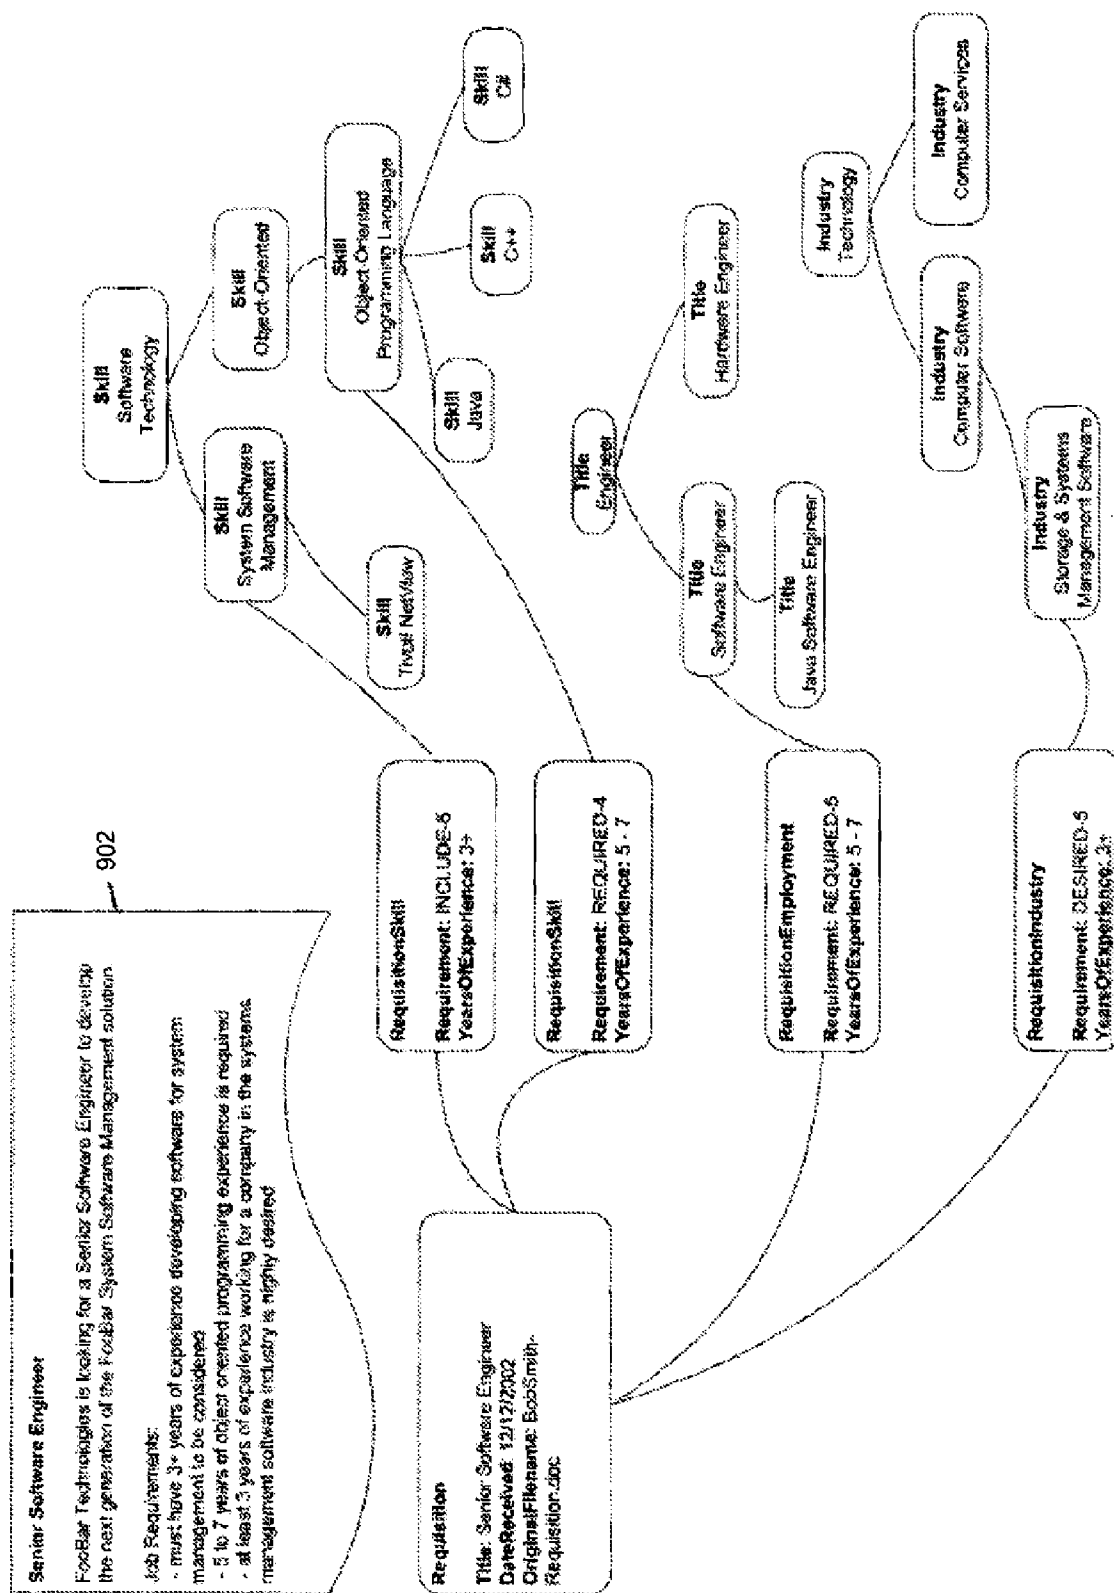 Senior Software Engineer
FooBar Technologies is looking for a Senior Software Engineer to develop
the next generation of the FooBar System Software Management solution.
Job Requirements:
- must have 3+ years of experience developing software for system
management to be considered
- 5 to 7 years of object oriented programming experience is required
- at least 3 years of experience working for a company in the systems
management software industry is highly desired
902
Requisition
Title: Senior Software Engineer
DateReceived: 12/12/2002
OriginalFilename: BobSmith-
Requisition.doc
RequisitionSkill
Requirement: INCLUDE-5
YearsOfExperience: 3+
RequisitionSkill
Requirement: REQUIRED-4
YearsOfExperience: 5 - 7
RequisitionEmployment
Requirement: REQUIRED-5
YearsOfExperience: 5 - 7
RequisitionIndustry
Requirement: DESIRED-5
YearsOfExperience: 3+
Skill
Software
Technology
Skill
System Software
Management
Skill
Object-Oriented
Skill
Tivoli NetView
Skill
Object-Oriented
Programming Language
Skill
Java
Skill
C++
Skill
C#
Title
Engineer
Title
Software Engineer
Title
Hardware Engineer
Title
Java Software Engineer
Industry
Technology
Industry
Computer Software
Industry
Computer Services
Industry
Storage & Systems
Management Software